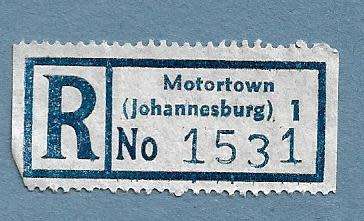 R
Motortown
(Johannesburg) 1
No 1531